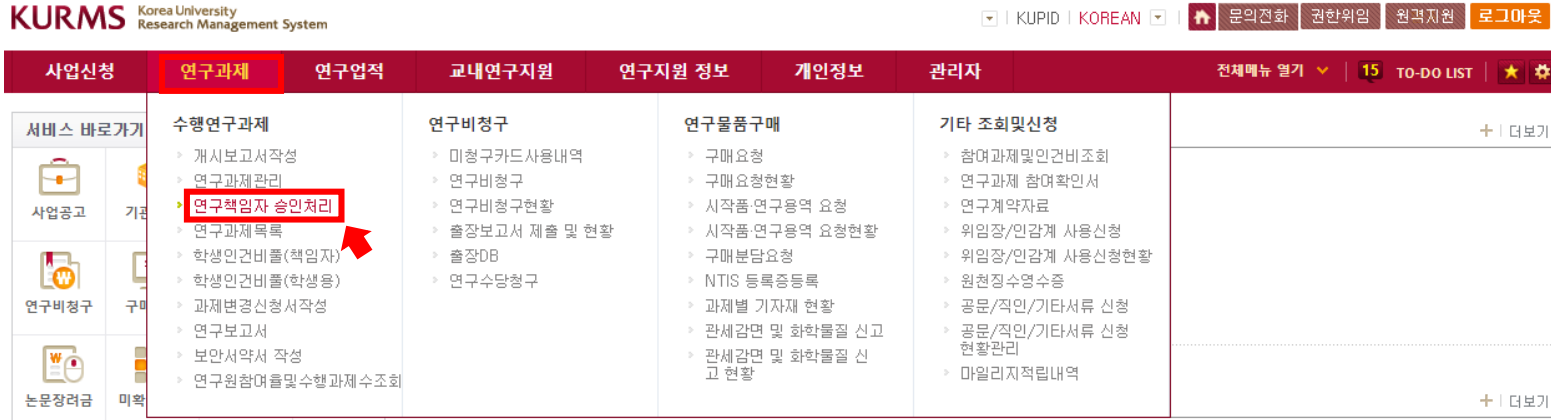 KURMS Korea University
Research Management System
KUPID | KOREAN
문의전화 권한위임 원격지원 로그아웃
사업신청 연구과제 연구업적 교내연구지원 연구지원 정보 개인정보 관리자 전체메뉴 열기 15 TO-DO LIST
서비스 바로가기
사업공고
연구비청구
논문장려금
수행연구과제
개시보고서작성
연구과제관리
연구책임자 승인처리
연구과제목록
학생인건비풀(책임자)
학생인건비풀(학생용)
과제변경신청서작성
연구보고서
보안서약서 작성
연구원참여율및수행과제수조회
연구비청구
미청구카드사용내역
연구비청구
연구비청구현황
출장보고서 제출 및 현황
출장DB
연구수당청구
연구물품구매
구매요청
구매요청현황
시작품·연구용역 요청
시작품·연구용역 요청현황
구매분담요청
NTIS 등록증등록
과제별 기자재 현황
관세감면 및 화학물질 신고
관세감면 및 화학물질 신
고 현황
기타 조회및신청
참여과제및인건비조회
연구과제 참여확인서
연구계약자료
위임장/인감계 사용신청
위임장/인감계 사용신청현황
원천징수영수증
공문/직인/기타서류 신청
공문/직인/기타서류 신청
현황관리
마일리지적립내역
더보기
더보기